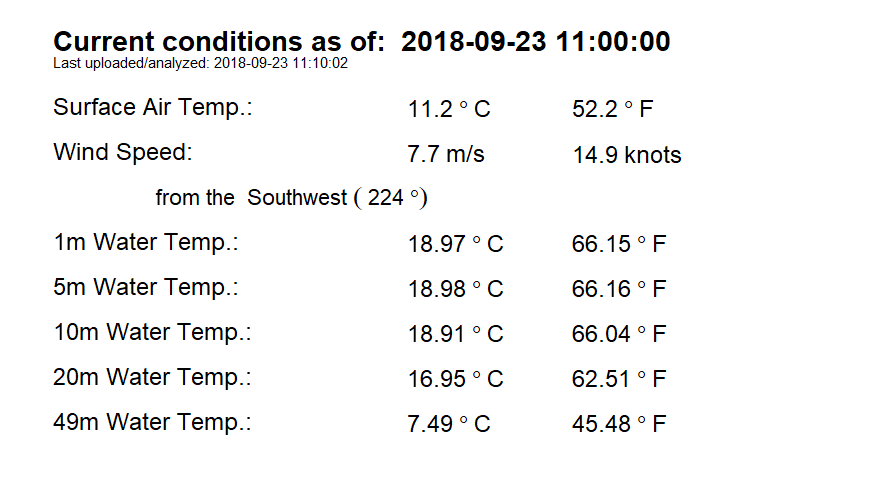 Current conditions as of: 2018-09-23 11:00:00
Last uploaded/analyzed: 2018-09-23 11:10:02
Surface Air Temp.: 11.2 ° C 52.2 ° F
Wind Speed: 7.7 m/s 14.9 knots
from the Southwest ( 224 °)
1m Water Temp.: 18.97 ° C 66.15 ° F
5m Water Temp.: 18.98 ° C 66.16 ° F
10m Water Temp.: 18.91 ° C 66.04 ° F
20m Water Temp.: 16.95 ° C 62.51 ° F
49m Water Temp.: 7.49 ° C 45.48 ° F